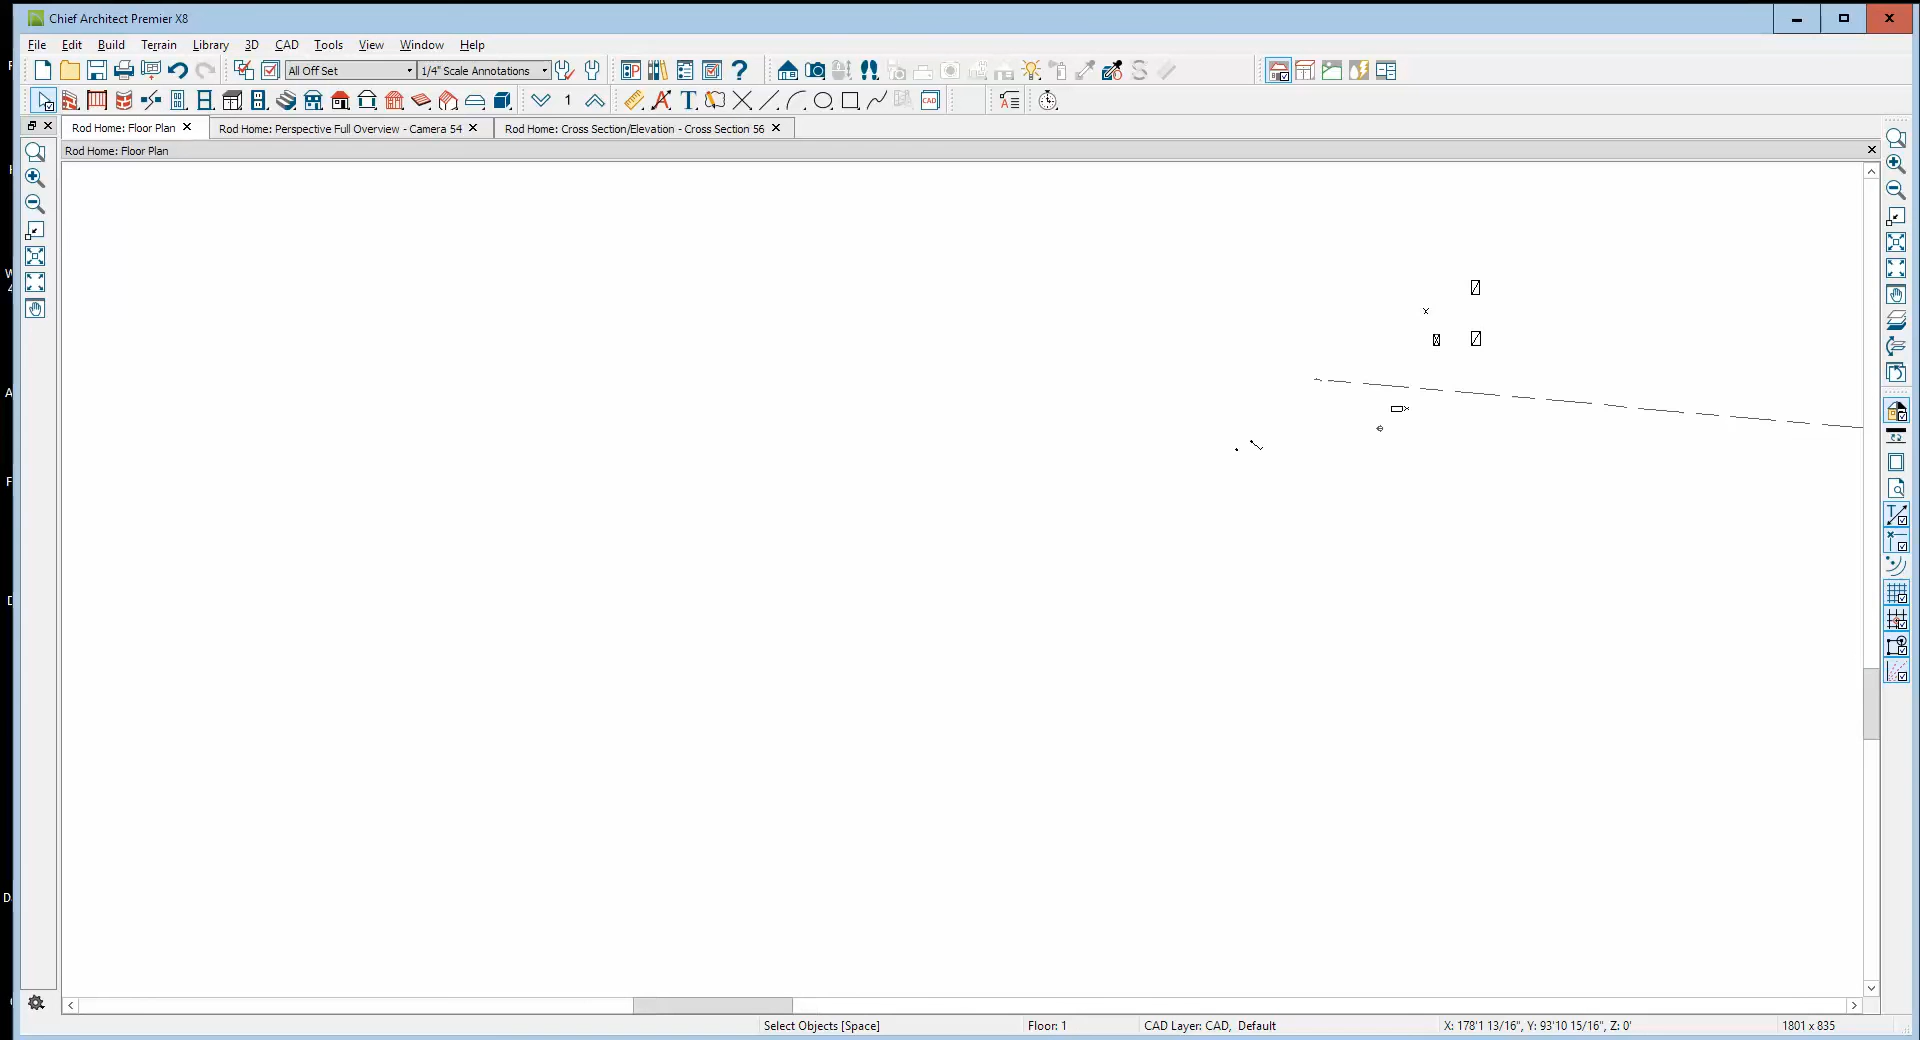 Chief Architect Premier X8
File Edit Build Terrain Library 3D CAD Tools View Window Help
All Off Set 1/4" Scale Annotations
1
CAD
Rod Home: Floor Plan Rod Home: Perspective Full Overview - Camera 54 Rod Home: Cross Section/Elevation - Cross Section 56
Rod Home: Floor Plan
Select Objects [Space] Floor: 1 CAD Layer: CAD, Default X: 178'1 13/16", Y: 93'10 15/16", Z: 0' 1801 x 835